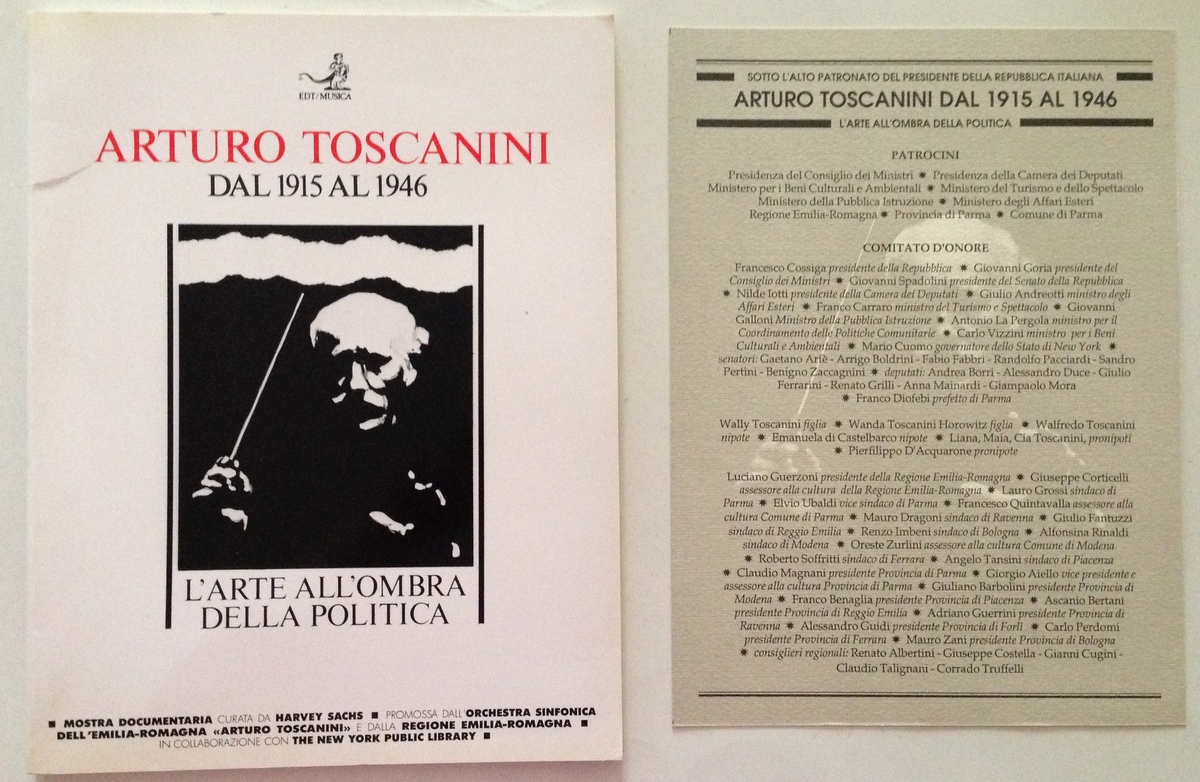 EDT/MUSICA
ARTURO TOSCANINI
DAL 1915 AL 1946
L'ARTE ALL'OMBRA
DELLA POLITICA
■ MOSTRA DOCUMENTARIA CURATA DA HARVEY SACHS ■ PROMOSSA DALL'ORCHESTRA SINFONICA
DELL'EMILIA-ROMAGNA «ARTURO TOSCANINI» E DALLA REGIONE EMILIA-ROMAGNA ■
IN COLLABORAZIONE CON THE NEW YORK PUBLIC LIBRARY ■
SOTTO L'ALTO PATRONATO DEL PRESIDENTE DELLA REPUBBLICA ITALIANA
ARTURO TOSCANINI DAL 1915 AL 1946
L'ARTE ALL'OMBRA DELLA POLITICA
PATROCINI
Presidenza del Consiglio dei Ministri ✷ Presidenza della Camera dei Deputati
Ministero per i Beni Culturali e Ambientali ✷ Ministero del Turismo e dello Spettacolo
Ministero della Pubblica Istruzione ✷ Ministero degli Affari Esteri
Regione Emilia-Romagna ✷ Provincia di Parma ✷ Comune di Parma
COMITATO D'ONORE
Francesco Cossiga presidente della Repubblica ✷ Giovanni Goria presidente del
Consiglio dei Ministri ✷ Giovanni Spadolini presidente del Senato della Repubblica
✷ Nilde Iotti presidente della Camera dei Deputati ✷ Giulio Andreotti ministro degli
Affari Esteri ✷ Franco Carraro ministro del Turismo e Spettacolo ✷ Giovanni
Galloni Ministro della Pubblica Istruzione ✷ Antonio La Pergola ministro per il
Coordinamento delle Politiche Comunitarie ✷ Carlo Vizzini ministro per i Beni
Culturali e Ambientali ✷ Mario Cuomo governatore dello Stato di New York ✷
senatori: Gaetano Arfè - Arrigo Boldrini - Fabio Fabbri - Randolfo Pacciardi - Sandro
Pertini - Benigno Zaccagnini ✷ deputati: Andrea Borri - Alessandro Duce - Giulio
Ferrarini - Renato Grilli - Anna Mainardi - Giampaolo Mora
✷ Franco Diofebi prefetto di Parma
Wally Toscanini figlia ✷ Wanda Toscanini Horowitz figlia ✷ Walfredo Toscanini
nipote ✷ Emanuela di Castelbarco nipote ✷ Liana, Maia, Cia Toscanini, pronipoti
✷ Pierfilippo D'Acquarone pronipote
Luciano Guerzoni presidente della Regione Emilia-Romagna ✷ Giuseppe Corticelli
assessore alla cultura della Regione Emilia-Romagna ✷ Lauro Grossi sindaco di
Parma ✷ Elvio Ubaldi vice sindaco di Parma ✷ Francesco Quintavalla assessore alla
cultura Comune di Parma ✷ Mauro Dragoni sindaco di Ravenna ✷ Giulio Fantuzzi
sindaco di Reggio Emilia ✷ Renzo Imbeni sindaco di Bologna ✷ Alfonsina Rinaldi
sindaco di Modena ✷ Oreste Zurlini assessore alla cultura Comune di Modena
✷ Roberto Soffritti sindaco di Ferrara ✷ Angelo Tansini sindaco di Piacenza
✷ Claudio Magnani presidente Provincia di Parma ✷ Giorgio Aiello vice presidente e
assessore alla cultura Provincia di Parma ✷ Giuliano Barbolini presidente Provincia di
Modena ✷ Franco Benaglia presidente Provincia di Piacenza ✷ Ascanio Bertani
presidente Provincia di Reggio Emilia ✷ Adriano Guerrini presidente Provincia di
Ravenna ✷ Alessandro Guidi presidente Provincia di Forlì ✷ Carlo Perdomi
presidente Provincia di Ferrara ✷ Mauro Zani presidente Provincia di Bologna
✷ consiglieri regionali: Renato Albertini - Giuseppe Costella - Gianni Cugini -
Claudio Talignani - Corrado Truffelli